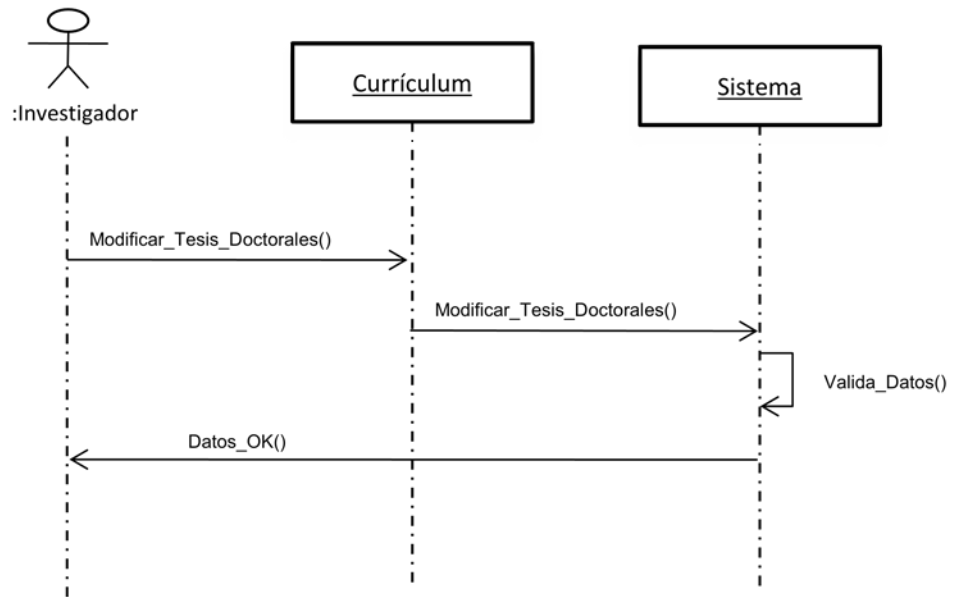 :Investigador
Currículum
Sistema
Modificar_Tesis_Doctorales()
Modificar_Tesis_Doctorales()
Valida_Datos()
Datos_OK()